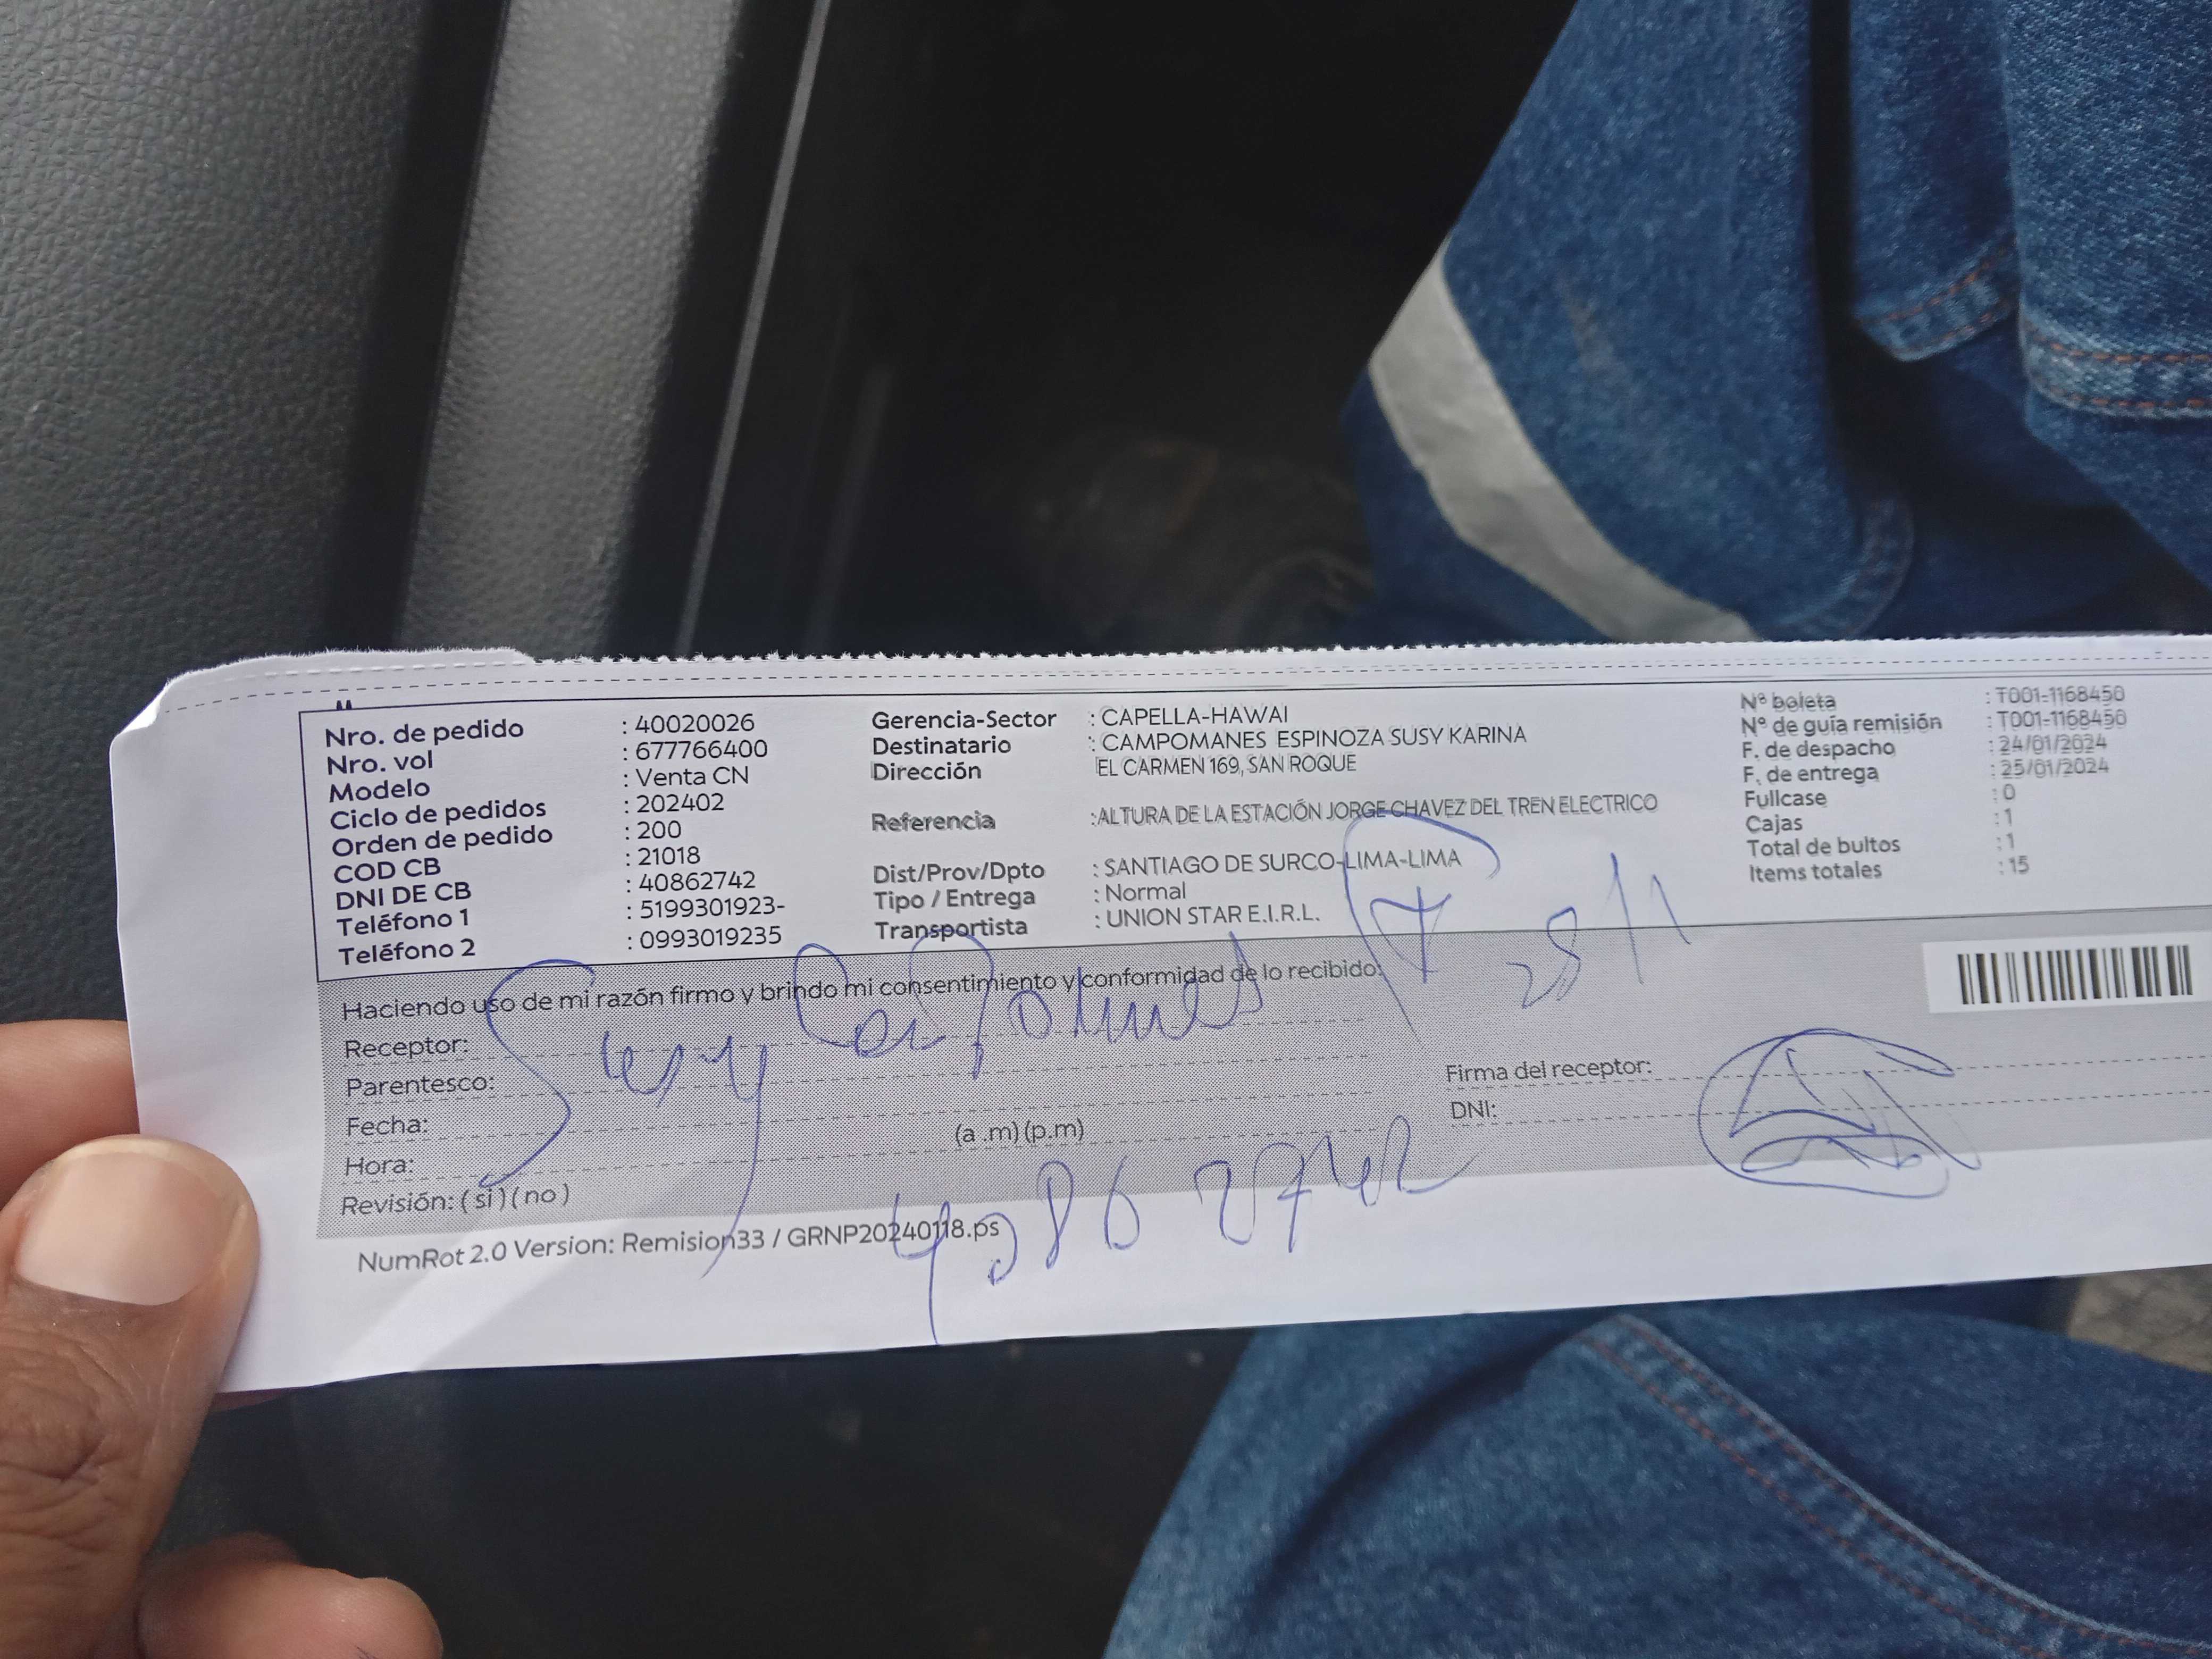 Nro. de pedido : 40020026
Nro. vol : 677766400
Modelo : Venta CN
Ciclo de pedidos : 202402
Orden de pedido : 200
COD CB : 21018
DNI DE CB : 40862742
Teléfono 1 : 5199301923-
Teléfono 2 : 0993019235
Gerencia-Sector : CAPELLA-HAWAI
Destinatario : CAMPOMANES ESPINOZA SUSY KARINA
Dirección EL CARMEN 169, SAN ROQUE
Referencia :ALTURA DE LA ESTACIÓN JORGE CHAVEZ DEL TREN ELECTRICO
Dist/Prov/Dpto : SANTIAGO DE SURCO-LIMA-LIMA
Tipo / Entrega : Normal
Transportista : UNION STAR E.I.R.L.
Nº boleta : T001-1168450
Nº de guía remisión : T001-1168450
F. de despacho : 24/01/2024
F. de entrega : 25/01/2024
Fullcase : 0
Cajas : 1
Total de bultos : 1
Items totales : 15
Haciendo uso de mi razón firmo y brindo mi consentimiento y conformidad de lo recibido:
Receptor:
Susy Campomanes
Parentesco:
Fecha:
Hora: (a .m) (p.m)
Revisión: ( si ) ( no )
Firma del receptor:
DNI:
40862742
NumRot 2.0 Version: Remision33 / GRNP20240118.ps